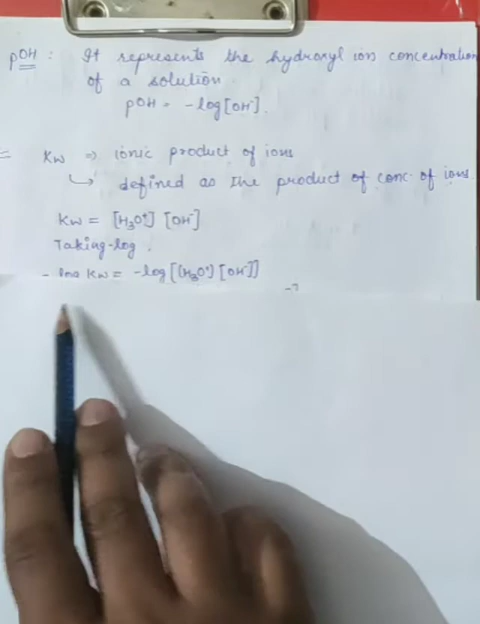 pOH : It represents the hydroxyl ion concentration
of a solution.
pOH = -log[OH⁻].
Kw ⇒ ionic product of ions
↳ defined as the product of conc. of ions
Kw = [H₃O⁺] [OH⁻]
Taking -log.
- log Kw = -log[(H₃O⁺) [OH⁻]]